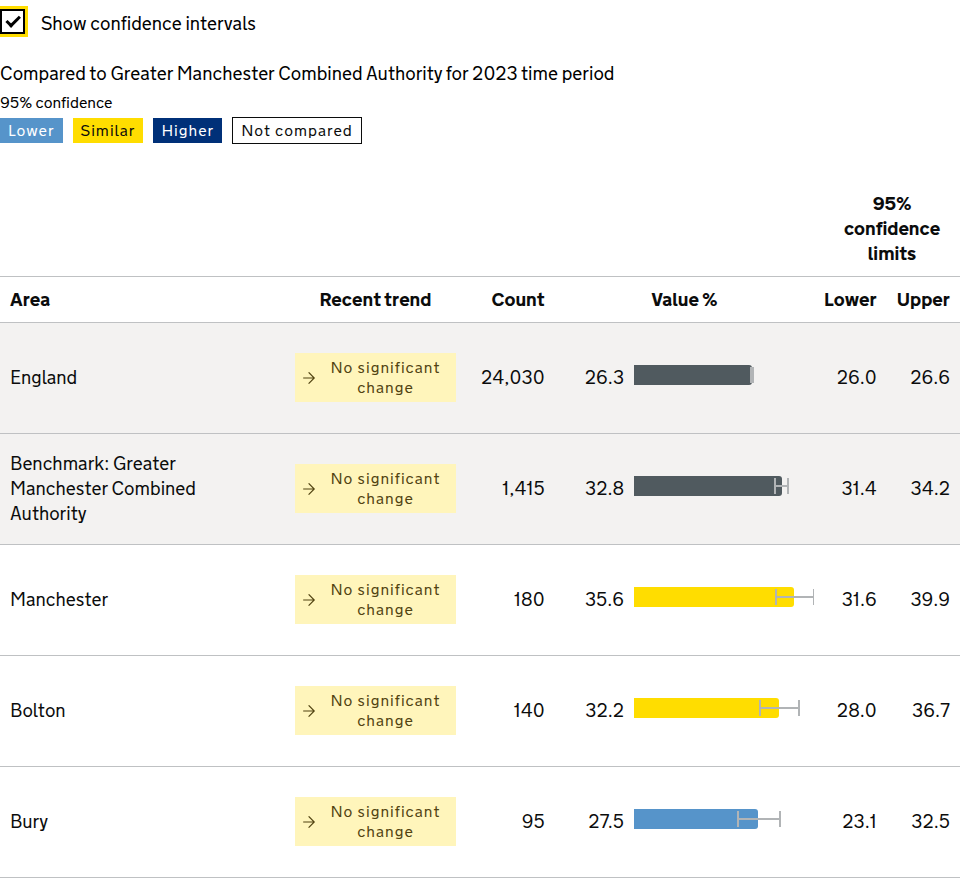 Show confidence intervals
Compared to Greater Manchester Combined Authority for 2023 time period
95% confidence
Lower Similar Higher Not compared
95%
confidence
limits
Area Recent trend Count Value % Lower Upper
England → No significant change 24,030 26.3 26.0 26.6
Benchmark: Greater Manchester Combined Authority → No significant change 1,415 32.8 31.4 34.2
Manchester → No significant change 180 35.6 31.6 39.9
Bolton → No significant change 140 32.2 28.0 36.7
Bury → No significant change 95 27.5 23.1 32.5